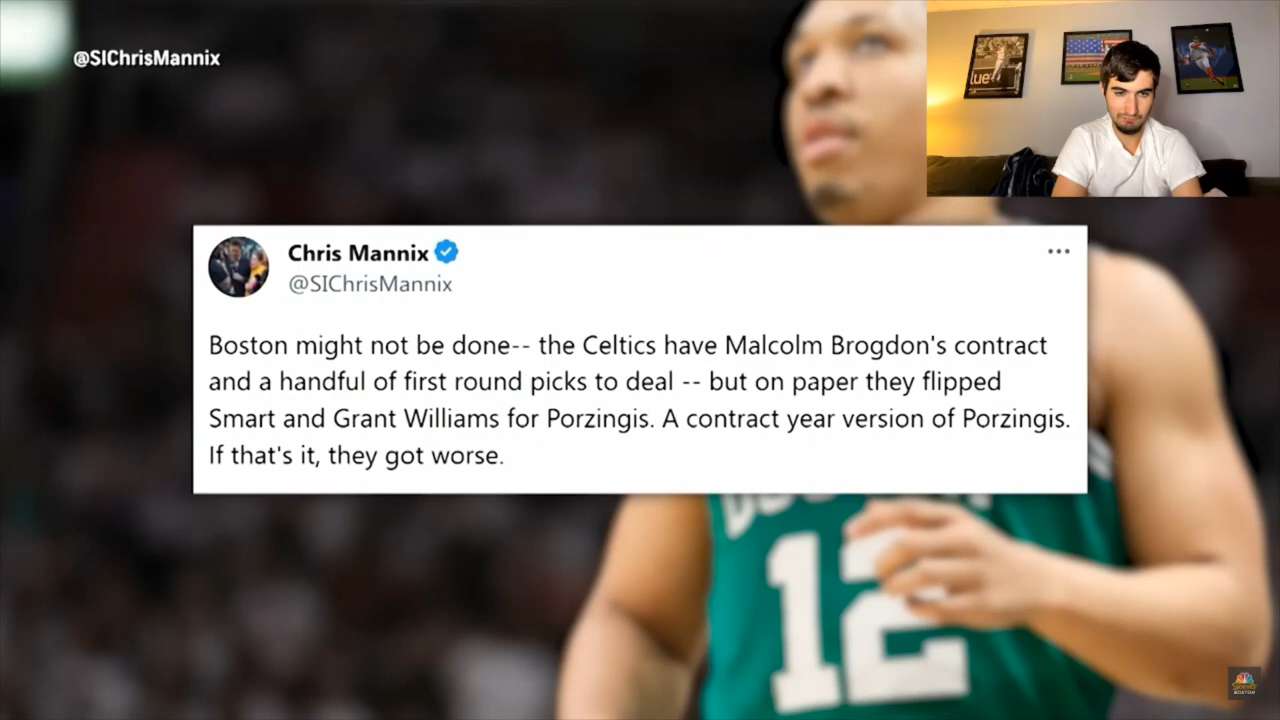 @SIChrisMannix
lue
Chris Mannix
@SIChrisMannix
Boston might not be done-- the Celtics have Malcolm Brogdon's contract
and a handful of first round picks to deal -- but on paper they flipped
Smart and Grant Williams for Porzingis. A contract year version of Porzingis.
If that's it, they got worse.
12
BOSTON